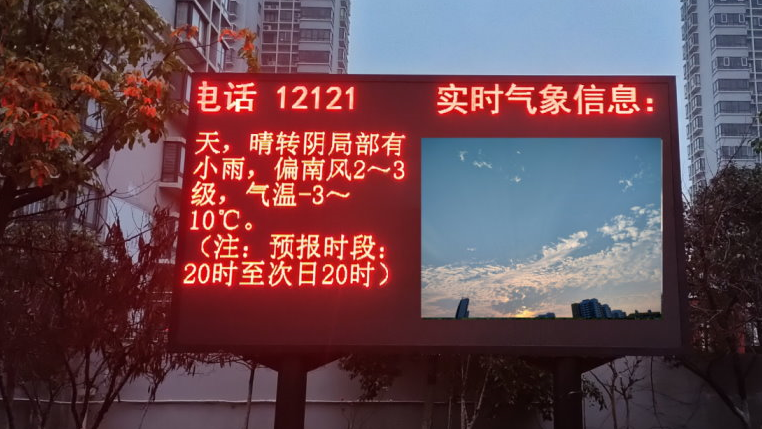 电话 12121 实时气象信息：
天，晴转阴局部有
小雨，偏南风2～3
级，气温-3～
10℃。
（注：预报时段：
20时至次日20时）